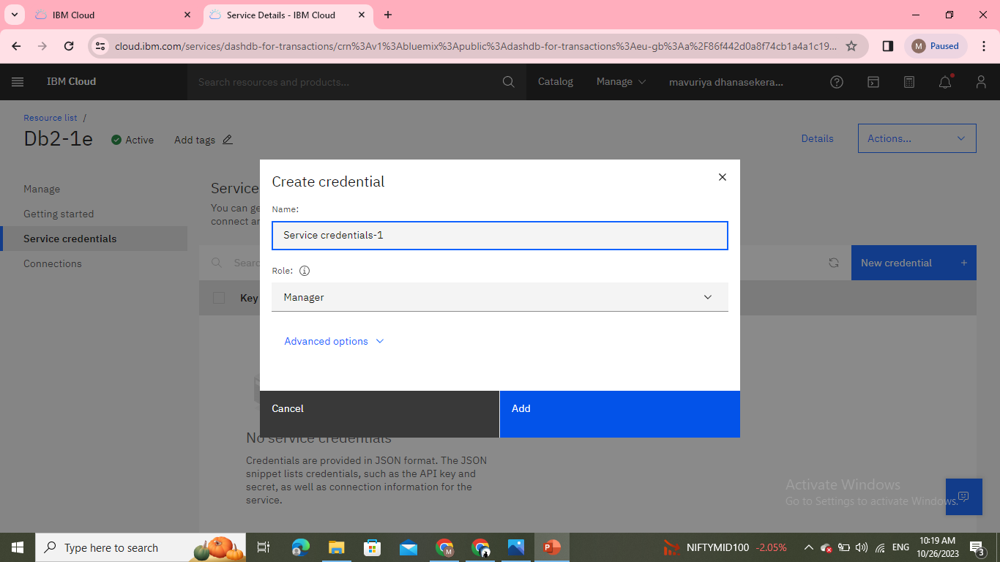 IBM Cloud
Service Details - IBM Cloud
cloud.ibm.com/services/dashdb-for-transactions/crn%3Av1%3Abluemix%3Apublic%3Adashdb-for-transactions%3Aeu-gb%3Aa%2F86f442d0a8f74cb1a4a1c19...
M Paused
IBM Cloud
Search resources and products...
Catalog
Manage
mavuriya dhanasekera...
Resource list /
Db2-1e
Active
Add tags
Details
Actions...
Manage
Getting started
Service credentials
Connections
Service
You can ge
connect an
Searc
New credential +
Key
Create credential
Name:
Service credentials-1
Role:
Manager
Advanced options
Cancel
Add
No service credentials
Credentials are provided in JSON format. The JSON
snippet lists credentials, such as the API key and
secret, as well as connection information for the
service.
Activate Windows
Go to Settings to activate Windows.
Type here to search
M
P
NIFTYMID100 -2.05%
ENG
10:19 AM
10/26/2023
3